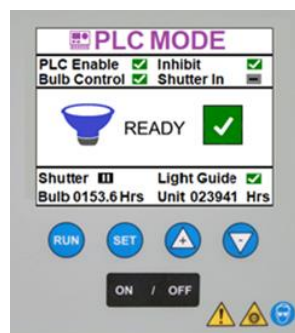 PLC MODE
PLC Enable Inhibit
Bulb Control Shutter In
READY
Shutter Light Guide
Bulb 0153.6 Hrs Unit 023941 Hrs
RUN SET
ON / OFF